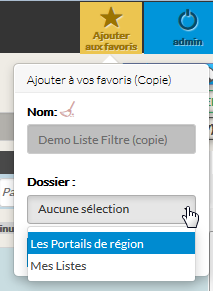 Ajouter
aux favoris
admin
Ajouter à vos favoris (Copie)
Nom:
Demo Liste Filtre (copie)
Dossier :
Aucune sélection
Les Portails de région
Mes Listes